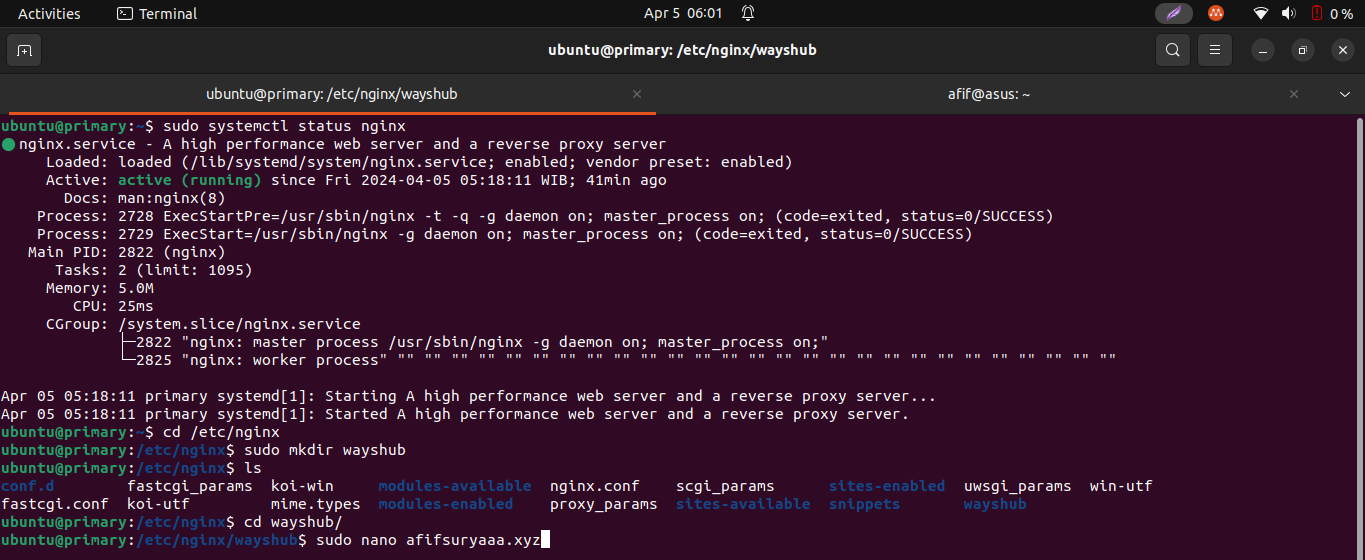 Activities Terminal Apr 5 06:01 0 %
ubuntu@primary: /etc/nginx/wayshub
ubuntu@primary: /etc/nginx/wayshub afif@asus: ~
ubuntu@primary:~$ sudo systemctl status nginx
● nginx.service - A high performance web server and a reverse proxy server
Loaded: loaded (/lib/systemd/system/nginx.service; enabled; vendor preset: enabled)
Active: active (running) since Fri 2024-04-05 05:18:11 WIB; 41min ago
Docs: man:nginx(8)
Process: 2728 ExecStartPre=/usr/sbin/nginx -t -q -g daemon on; master_process on; (code=exited, status=0/SUCCESS)
Process: 2729 ExecStart=/usr/sbin/nginx -g daemon on; master_process on; (code=exited, status=0/SUCCESS)
Main PID: 2822 (nginx)
Tasks: 2 (limit: 1095)
Memory: 5.0M
CPU: 25ms
CGroup: /system.slice/nginx.service
├─2822 "nginx: master process /usr/sbin/nginx -g daemon on; master_process on;"
└─2825 "nginx: worker process" "" "" "" "" "" "" "" "" "" "" "" "" "" "" "" "" "" "" "" "" "" "" "" "" "" "" ""
Apr 05 05:18:11 primary systemd[1]: Starting A high performance web server and a reverse proxy server...
Apr 05 05:18:11 primary systemd[1]: Started A high performance web server and a reverse proxy server.
ubuntu@primary:~$ cd /etc/nginx
ubuntu@primary:/etc/nginx$ sudo mkdir wayshub
ubuntu@primary:/etc/nginx$ ls
conf.d fastcgi_params koi-win modules-available nginx.conf scgi_params sites-enabled uwsgi_params win-utf
fastcgi.conf koi-utf mime.types modules-enabled proxy_params sites-available snippets wayshub
ubuntu@primary:/etc/nginx$ cd wayshub/
ubuntu@primary:/etc/nginx/wayshub$ sudo nano afifsuryaaa.xyz